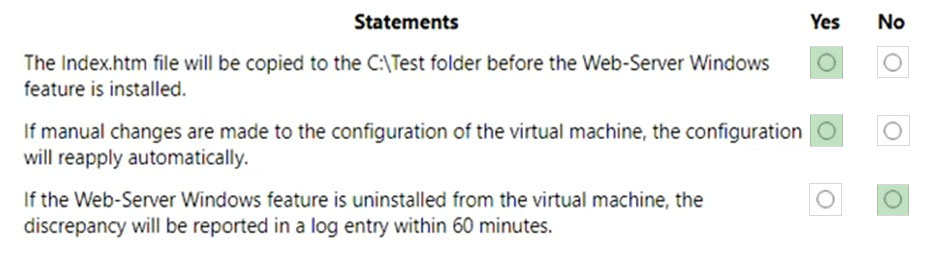 Statements Yes No
The Index.htm file will be copied to the C:\Test folder before the Web-Server Windows
feature is installed.
If manual changes are made to the configuration of the virtual machine, the configuration
will reapply automatically.
If the Web-Server Windows feature is uninstalled from the virtual machine, the
discrepancy will be reported in a log entry within 60 minutes.